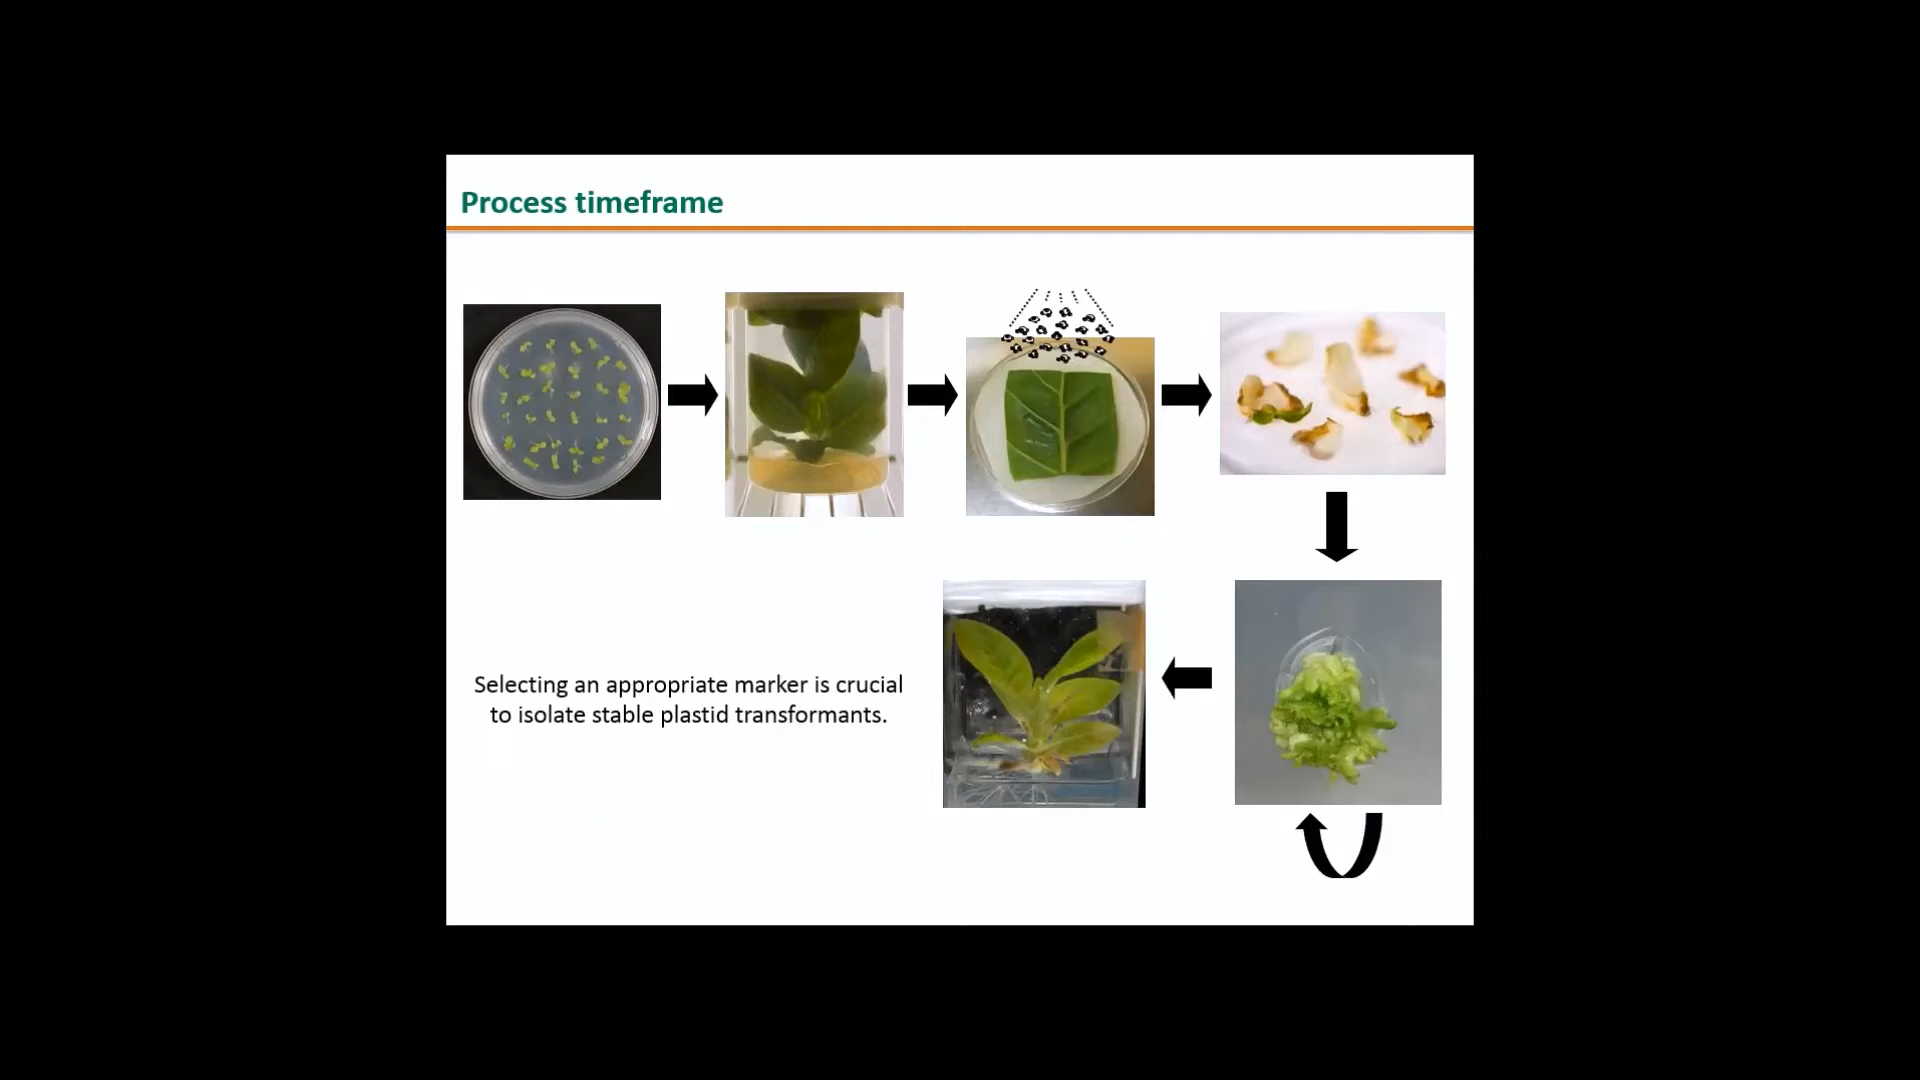 Process timeframe
Selecting an appropriate marker is crucial
to isolate stable plastid transformants.